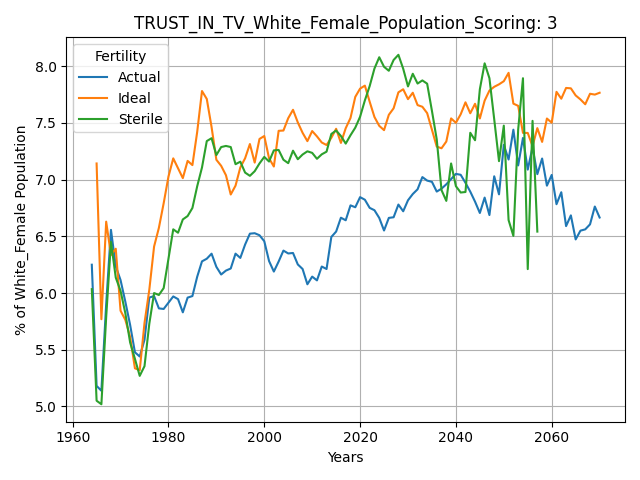 TRUST_IN_TV_White_Female_Population_Scoring: 3
Fertility
Actual
Ideal
Sterile
% of White_Female Population
8.0
7.5
7.0
6.5
6.0
5.5
5.0
1960 1980 2000 2020 2040 2060
Years